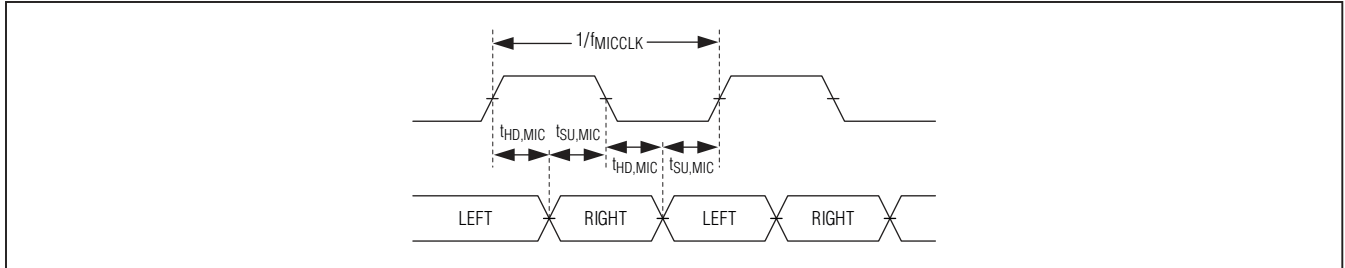 1/fMICCLK
tHD,MIC tSU,MIC
tHD,MIC tSU,MIC
LEFT RIGHT LEFT RIGHT